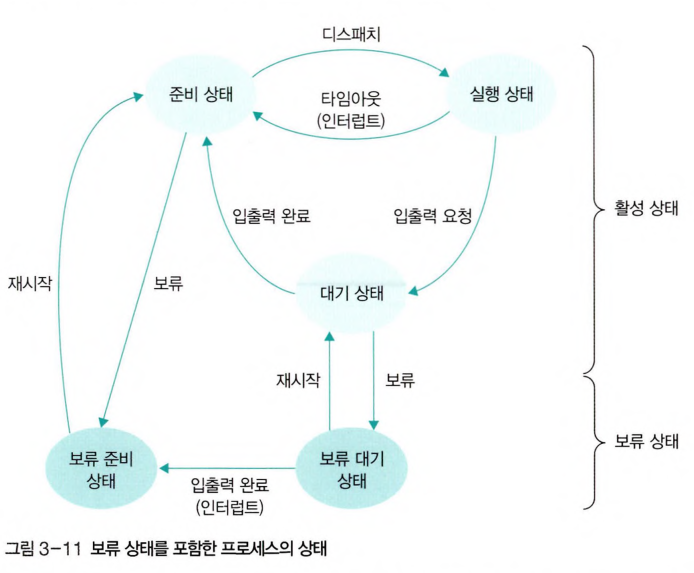 디스패치
준비 상태
실행 상태
타임아웃
(인터럽트)
활성 상태
입출력 완료
입출력 요청
재시작
보류
대기 상태
재시작
보류
보류 상태
보류 준비
상태
보류 대기
상태
입출력 완료
(인터럽트)
그림 3-11 보류 상태를 포함한 프로세스의 상태